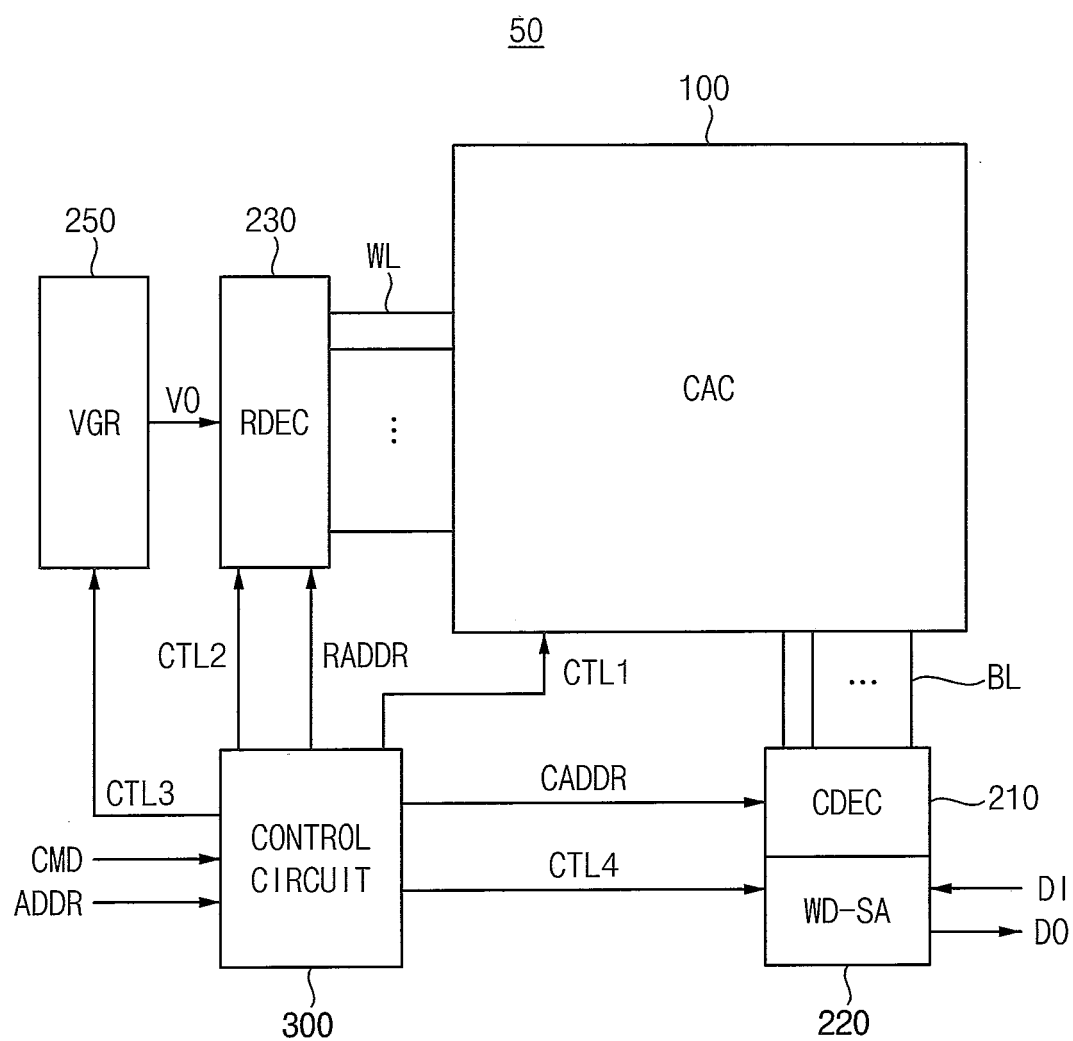 50
100
250
230
WL
VGR
VO
RDEC
...
CAC
CTL2
RADDR
CTL1
...
BL
CTL3
CADDR
CDEC
210
CMD
CONTROL
CIRCUIT
CTL4
ADDR
WD-SA
DI
DO
300
220